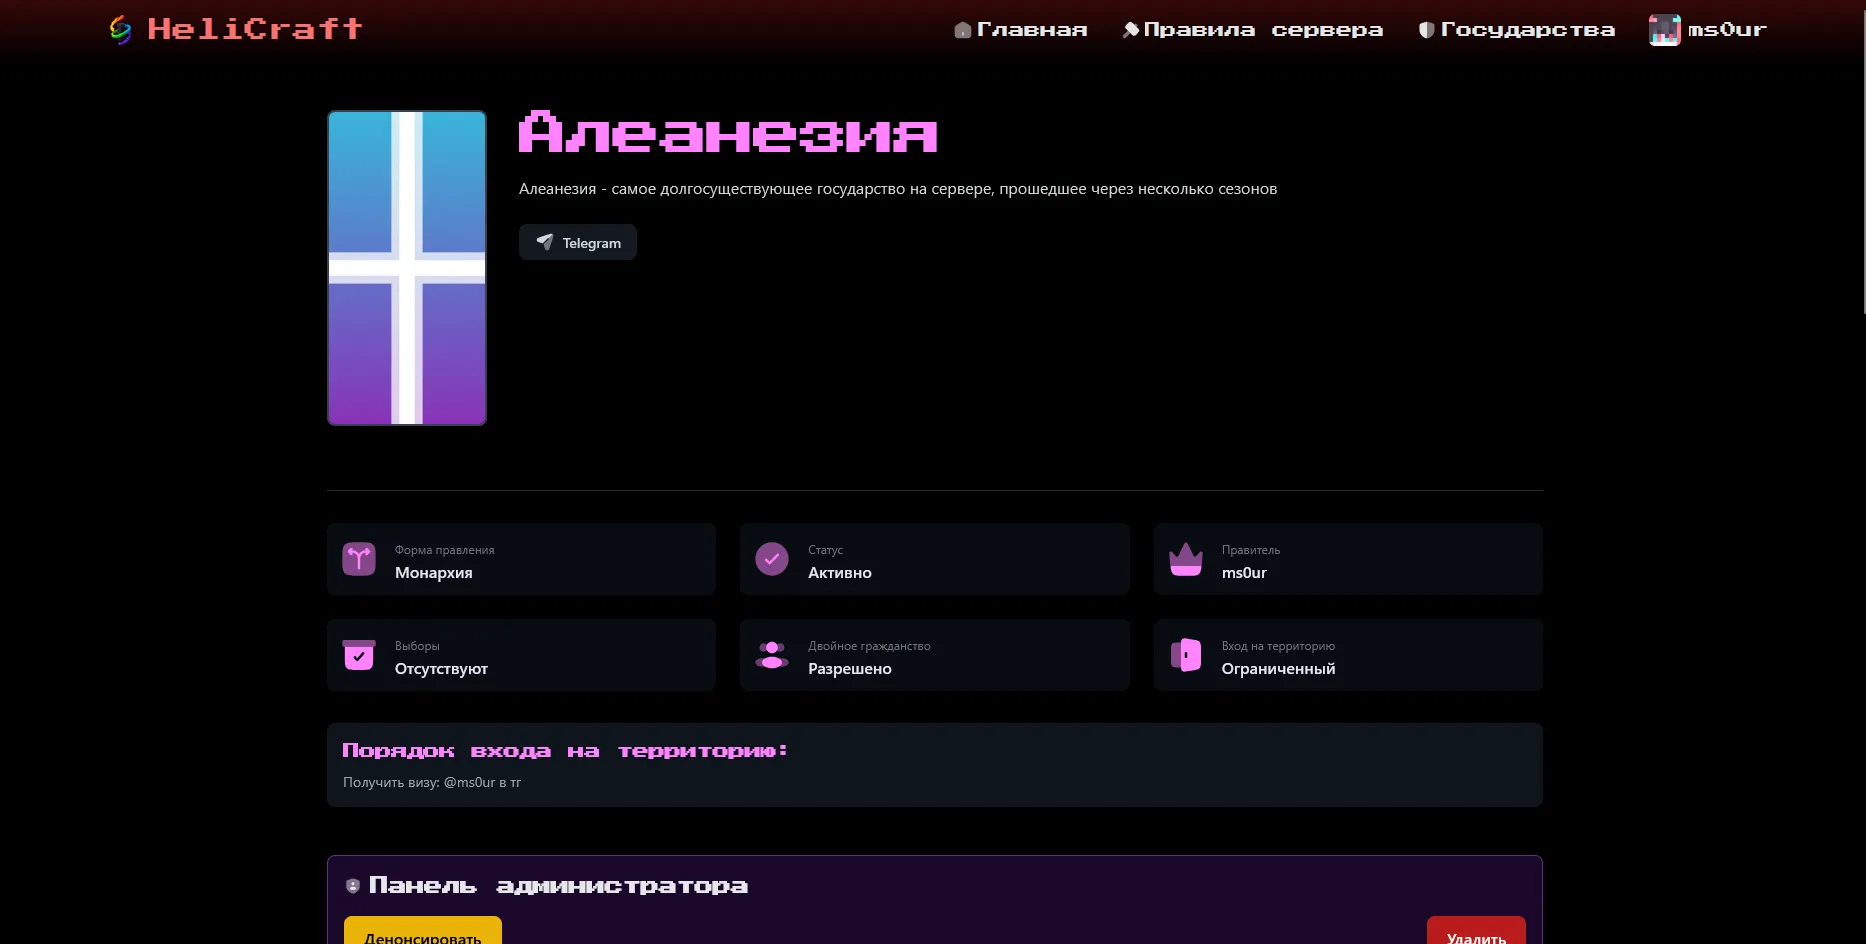 HeliCraft
Главная
Правила сервера
Государства
ms0ur
Алеанезия
Алеанезия - самое долгосуществующее государство на сервере, прошедшее через несколько сезонов
Telegram
Форма правления
Монархия
Статус
Активно
Правитель
ms0ur
Выборы
Отсутствуют
Двойное гражданство
Разрешено
Вход на территорию
Ограниченный
Порядок входа на территорию:
Получить визу: @ms0ur в тг
Панель администратора
Денонсировать
Удалить